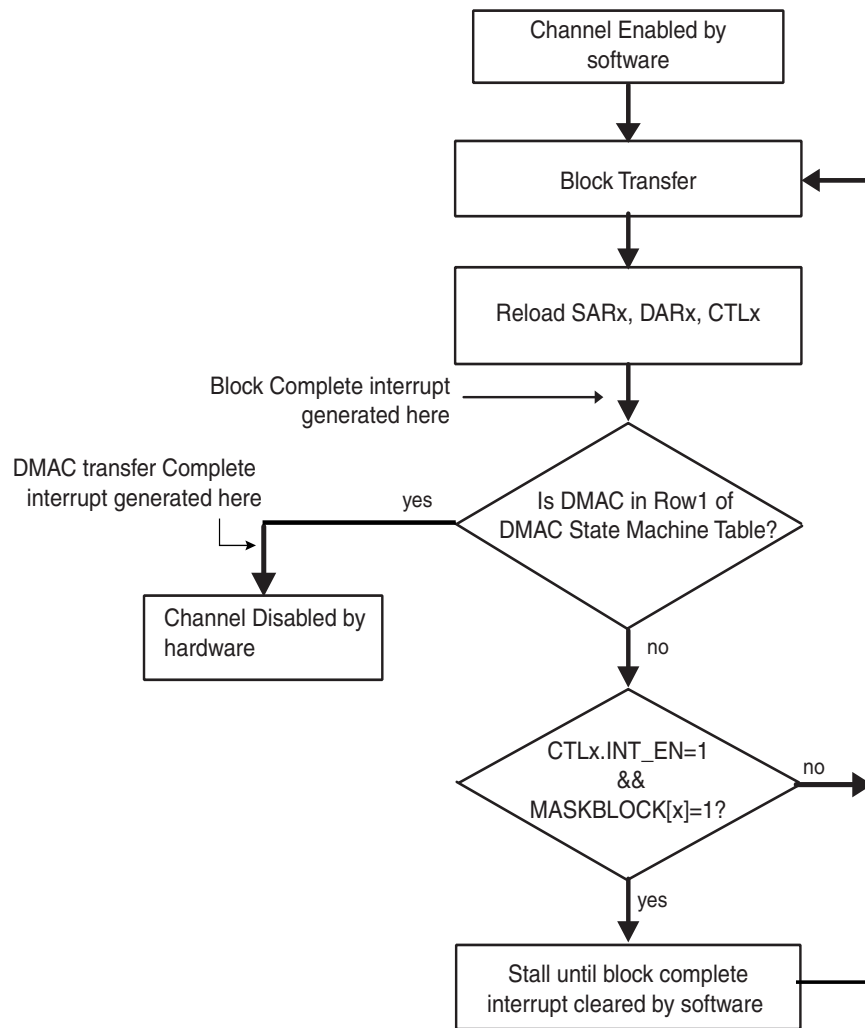 Channel Enabled by
software
Block Transfer
Reload SARx, DARx, CTLx
Block Complete interrupt
generated here
DMAC transfer Complete
interrupt generated here
yes
Is DMAC in Row1 of
DMAC State Machine Table?
Channel Disabled by
hardware
no
CTLx.INT_EN=1
&&
MASKBLOCK[x]=1?
no
yes
Stall until block complete
interrupt cleared by software